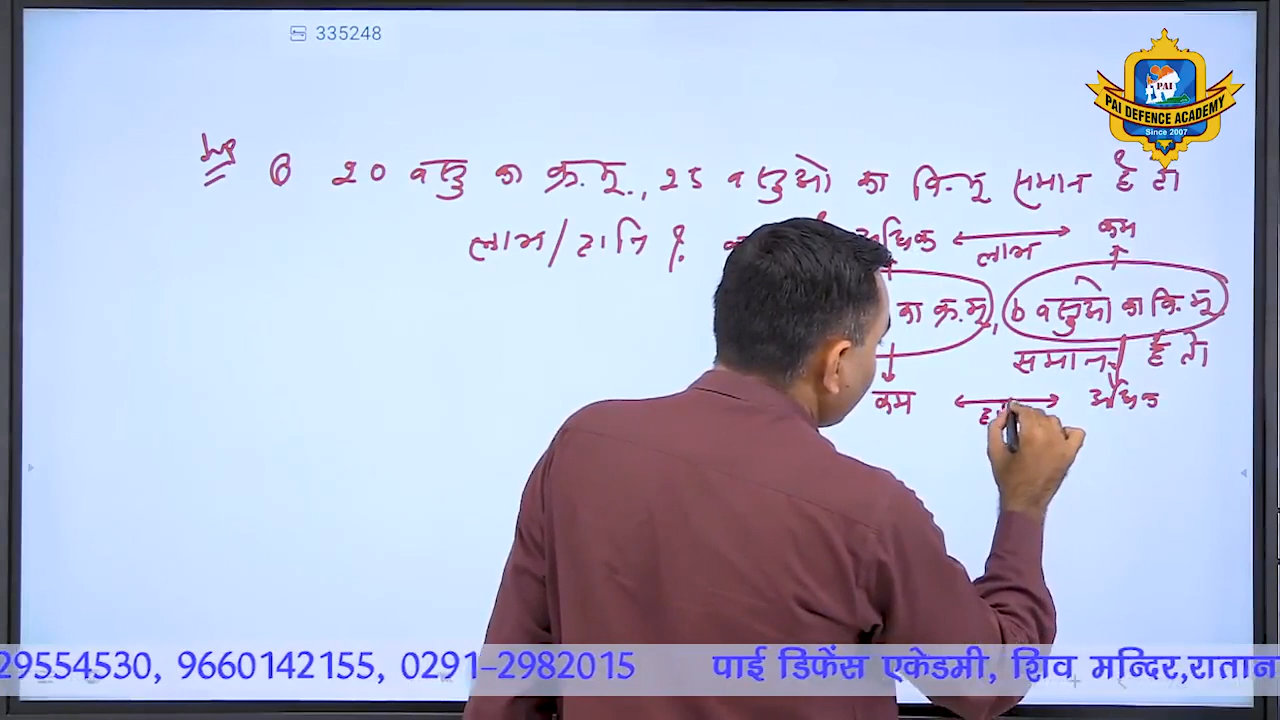 335248
PAI
PAI DEFENCE ACADEMY
Since 2007
Imp
Q 20 वस्तु का क्र.मू., 25 वस्तुओ का वि.मू समान है तो
लाभ/हानि ? अधिक लाभ कम
का क्र.मू, b वस्तुओ का वि.मू
समान है तो
कम अधिक
29554530, 9660142155, 0291-2982015 पाई डिफेंस एकेडमी, शिव मन्दिर,रातान